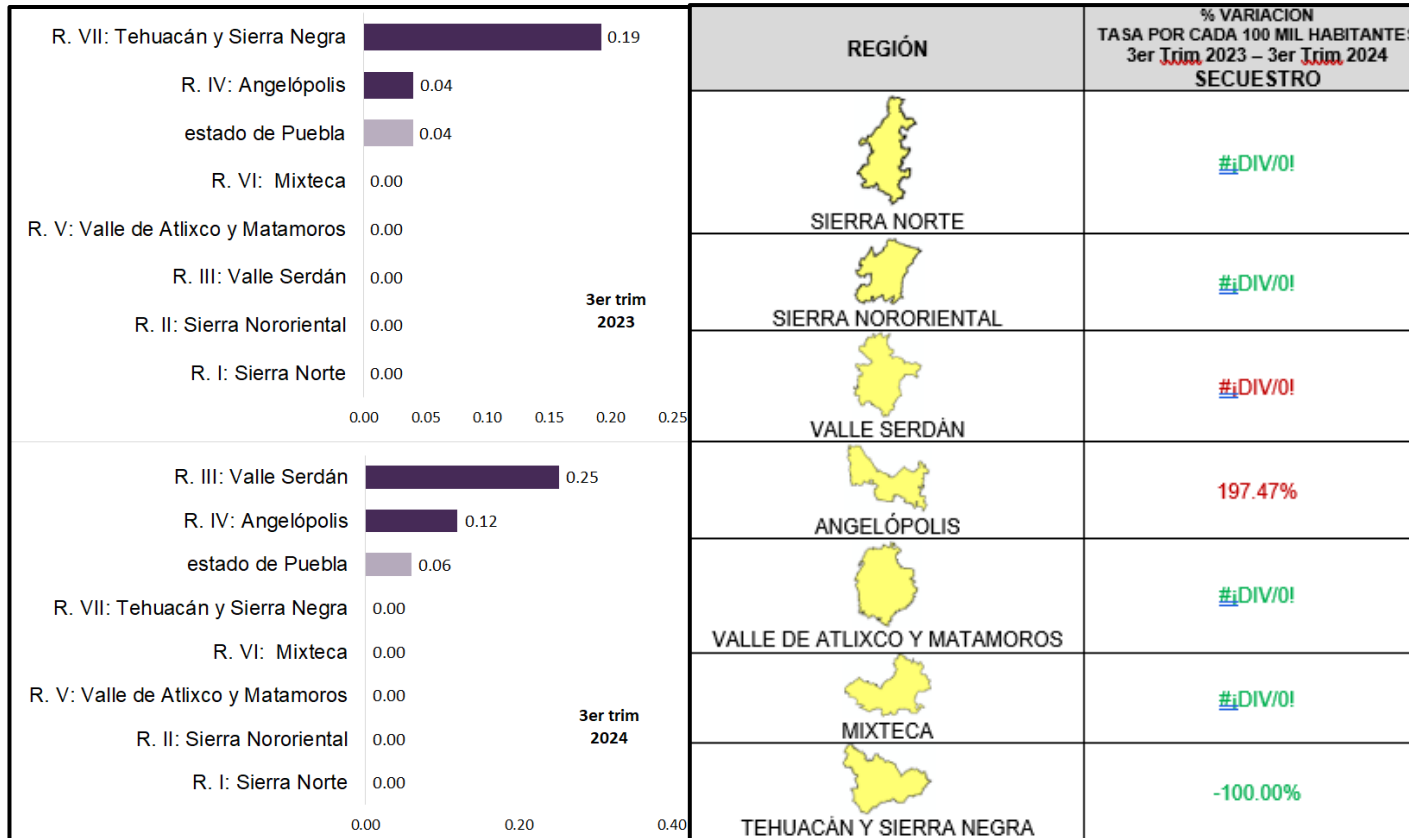 R. VII: Tehuacán y Sierra Negra 0.19
R. IV: Angelópolis 0.04
estado de Puebla 0.04
R. VI:  Mixteca 0.00
R. V: Valle de Atlixco y Matamoros 0.00
R. III: Valle Serdán 0.00
R. II: Sierra Nororiental 0.00
R. I: Sierra Norte 0.00
3er trim
2023
0.00 0.05 0.10 0.15 0.20 0.25
R. III: Valle Serdán 0.25
R. IV: Angelópolis 0.12
estado de Puebla 0.06
R. VII: Tehuacán y Sierra Negra 0.00
R. VI:  Mixteca 0.00
R. V: Valle de Atlixco y Matamoros 0.00
R. II: Sierra Nororiental 0.00
R. I: Sierra Norte 0.00
3er trim
2024
0.00 0.20 0.40
REGIÓN
% VARIACION
TASA POR CADA 100 MIL HABITANTES
3er Trim 2023 – 3er Trim 2024
SECUESTRO
SIERRA NORTE
#¡DIV/0!
SIERRA NORORIENTAL
#¡DIV/0!
VALLE SERDÁN
#¡DIV/0!
ANGELÓPOLIS
197.47%
VALLE DE ATLIXCO Y MATAMOROS
#¡DIV/0!
MIXTECA
#¡DIV/0!
TEHUACÁN Y SIERRA NEGRA
-100.00%